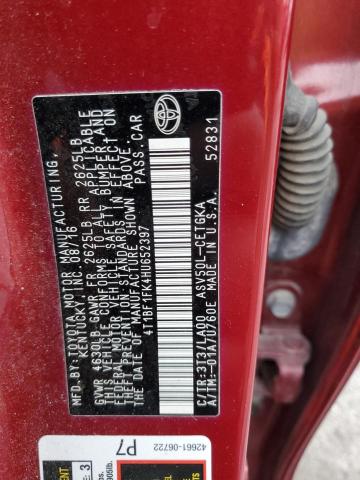 MFD. BY: TOYOTA MOTOR MANUFACTURING,
KENTUCKY, INC. 08/16
GVWR 4630LB. GAWR FR 2625LB. RR 2625LB
THIS VEHICLE CONFORMS TO ALL APPLICABLE
FEDERAL MOTOR VEHICLE SAFETY, BUMPER, AND
THEFT PREVENTION STANDARDS IN EFFECT ON
THE DATE OF MANUFACTURE SHOWN ABOVE.
4T1BF1FK4HU652397 PASS. CAR
C/TR:3T3/LA00 ASV50L-CETGKA
A/TM:-01A/U760E MADE IN U.S.A.
52831
42661-06722
P7
3